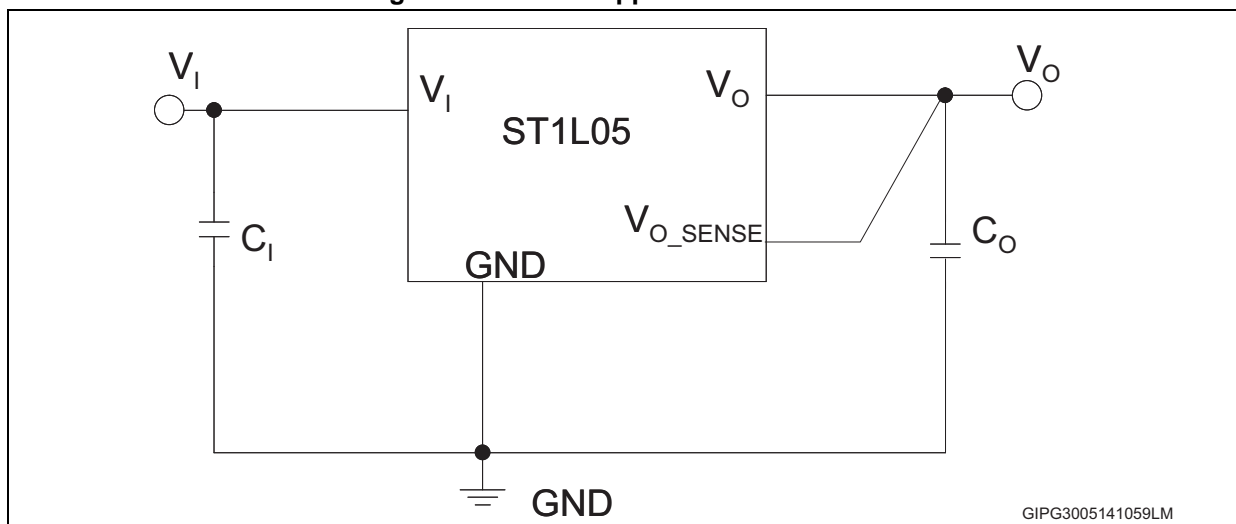 V_I
V_I
V_O
V_O
ST1L05
V_O_SENSE
C_I
C_O
GND
GND
GIPG3005141059LM